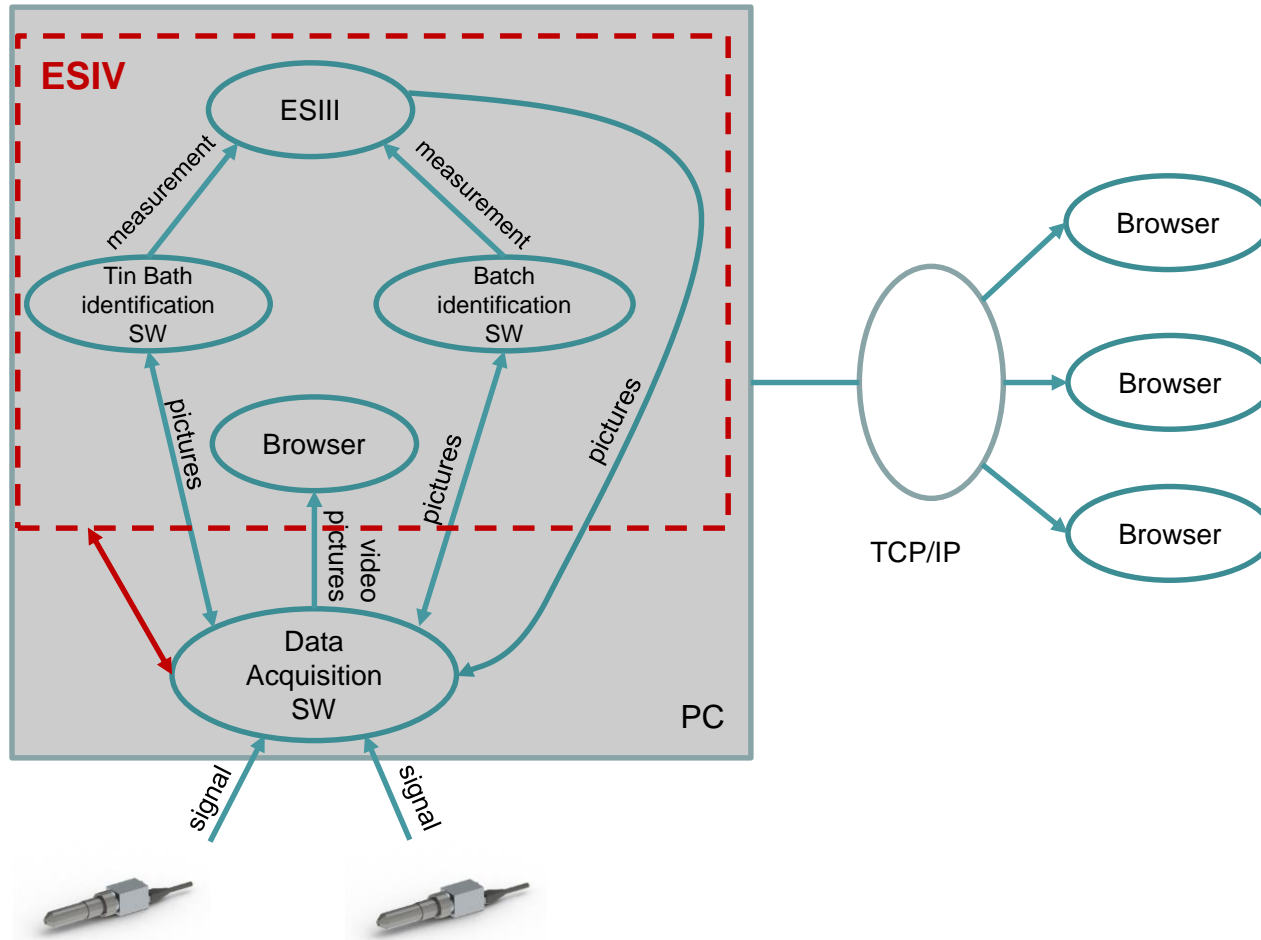 ESIV
ESIII
measurement
measurement
Tin Bath
identification
SW
Batch
identification
SW
pictures
Browser
pictures
pictures
pictures
video
Data
Acquisition
SW
PC
signal
signal
TCP/IP
Browser
Browser
Browser